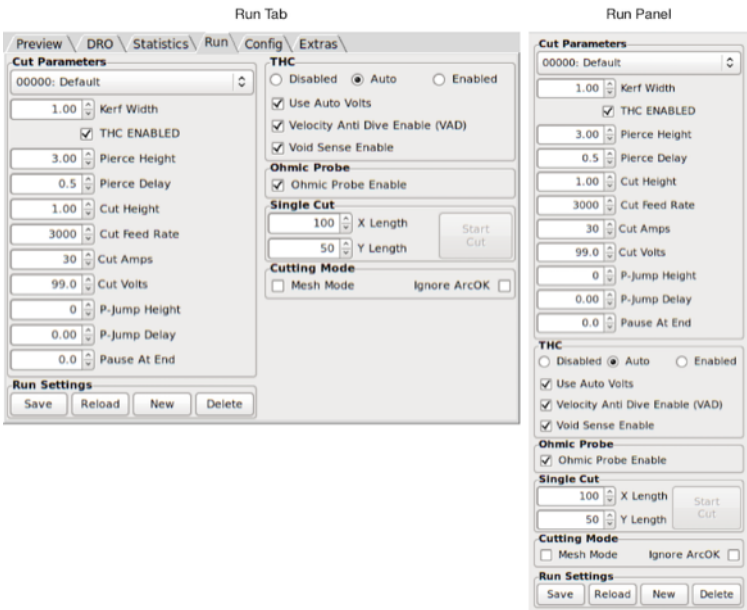 Run Tab
Preview DRO Statistics Run Config Extras
Cut Parameters
00000: Default
1.00 Kerf Width
THC ENABLED
3.00 Pierce Height
0.5 Pierce Delay
1.00 Cut Height
3000 Cut Feed Rate
30 Cut Amps
99.0 Cut Volts
0 P-Jump Height
0.00 P-Jump Delay
0.0 Pause At End
Run Settings
Save Reload New Delete
THC
Disabled Auto Enabled
Use Auto Volts
Velocity Anti Dive Enable (VAD)
Void Sense Enable
Ohmic Probe
Ohmic Probe Enable
Single Cut
100 X Length
50 Y Length
Start
Cut
Cutting Mode
Mesh Mode Ignore ArcOK
Run Panel
Cut Parameters
00000: Default
1.00 Kerf Width
THC ENABLED
3.00 Pierce Height
0.5 Pierce Delay
1.00 Cut Height
3000 Cut Feed Rate
30 Cut Amps
99.0 Cut Volts
0 P-Jump Height
0.00 P-Jump Delay
0.0 Pause At End
THC
Disabled Auto Enabled
Use Auto Volts
Velocity Anti Dive Enable (VAD)
Void Sense Enable
Ohmic Probe
Ohmic Probe Enable
Single Cut
100 X Length
50 Y Length
Start
Cut
Cutting Mode
Mesh Mode Ignore ArcOK
Run Settings
Save Reload New Delete